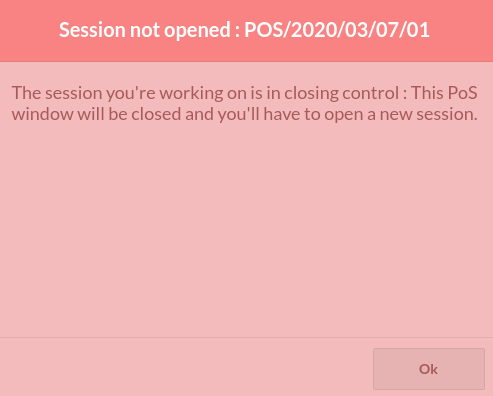 Session not opened : POS/2020/03/07/01
The session you're working on is in closing control : This PoS
window will be closed and you'll have to open a new session.
Ok